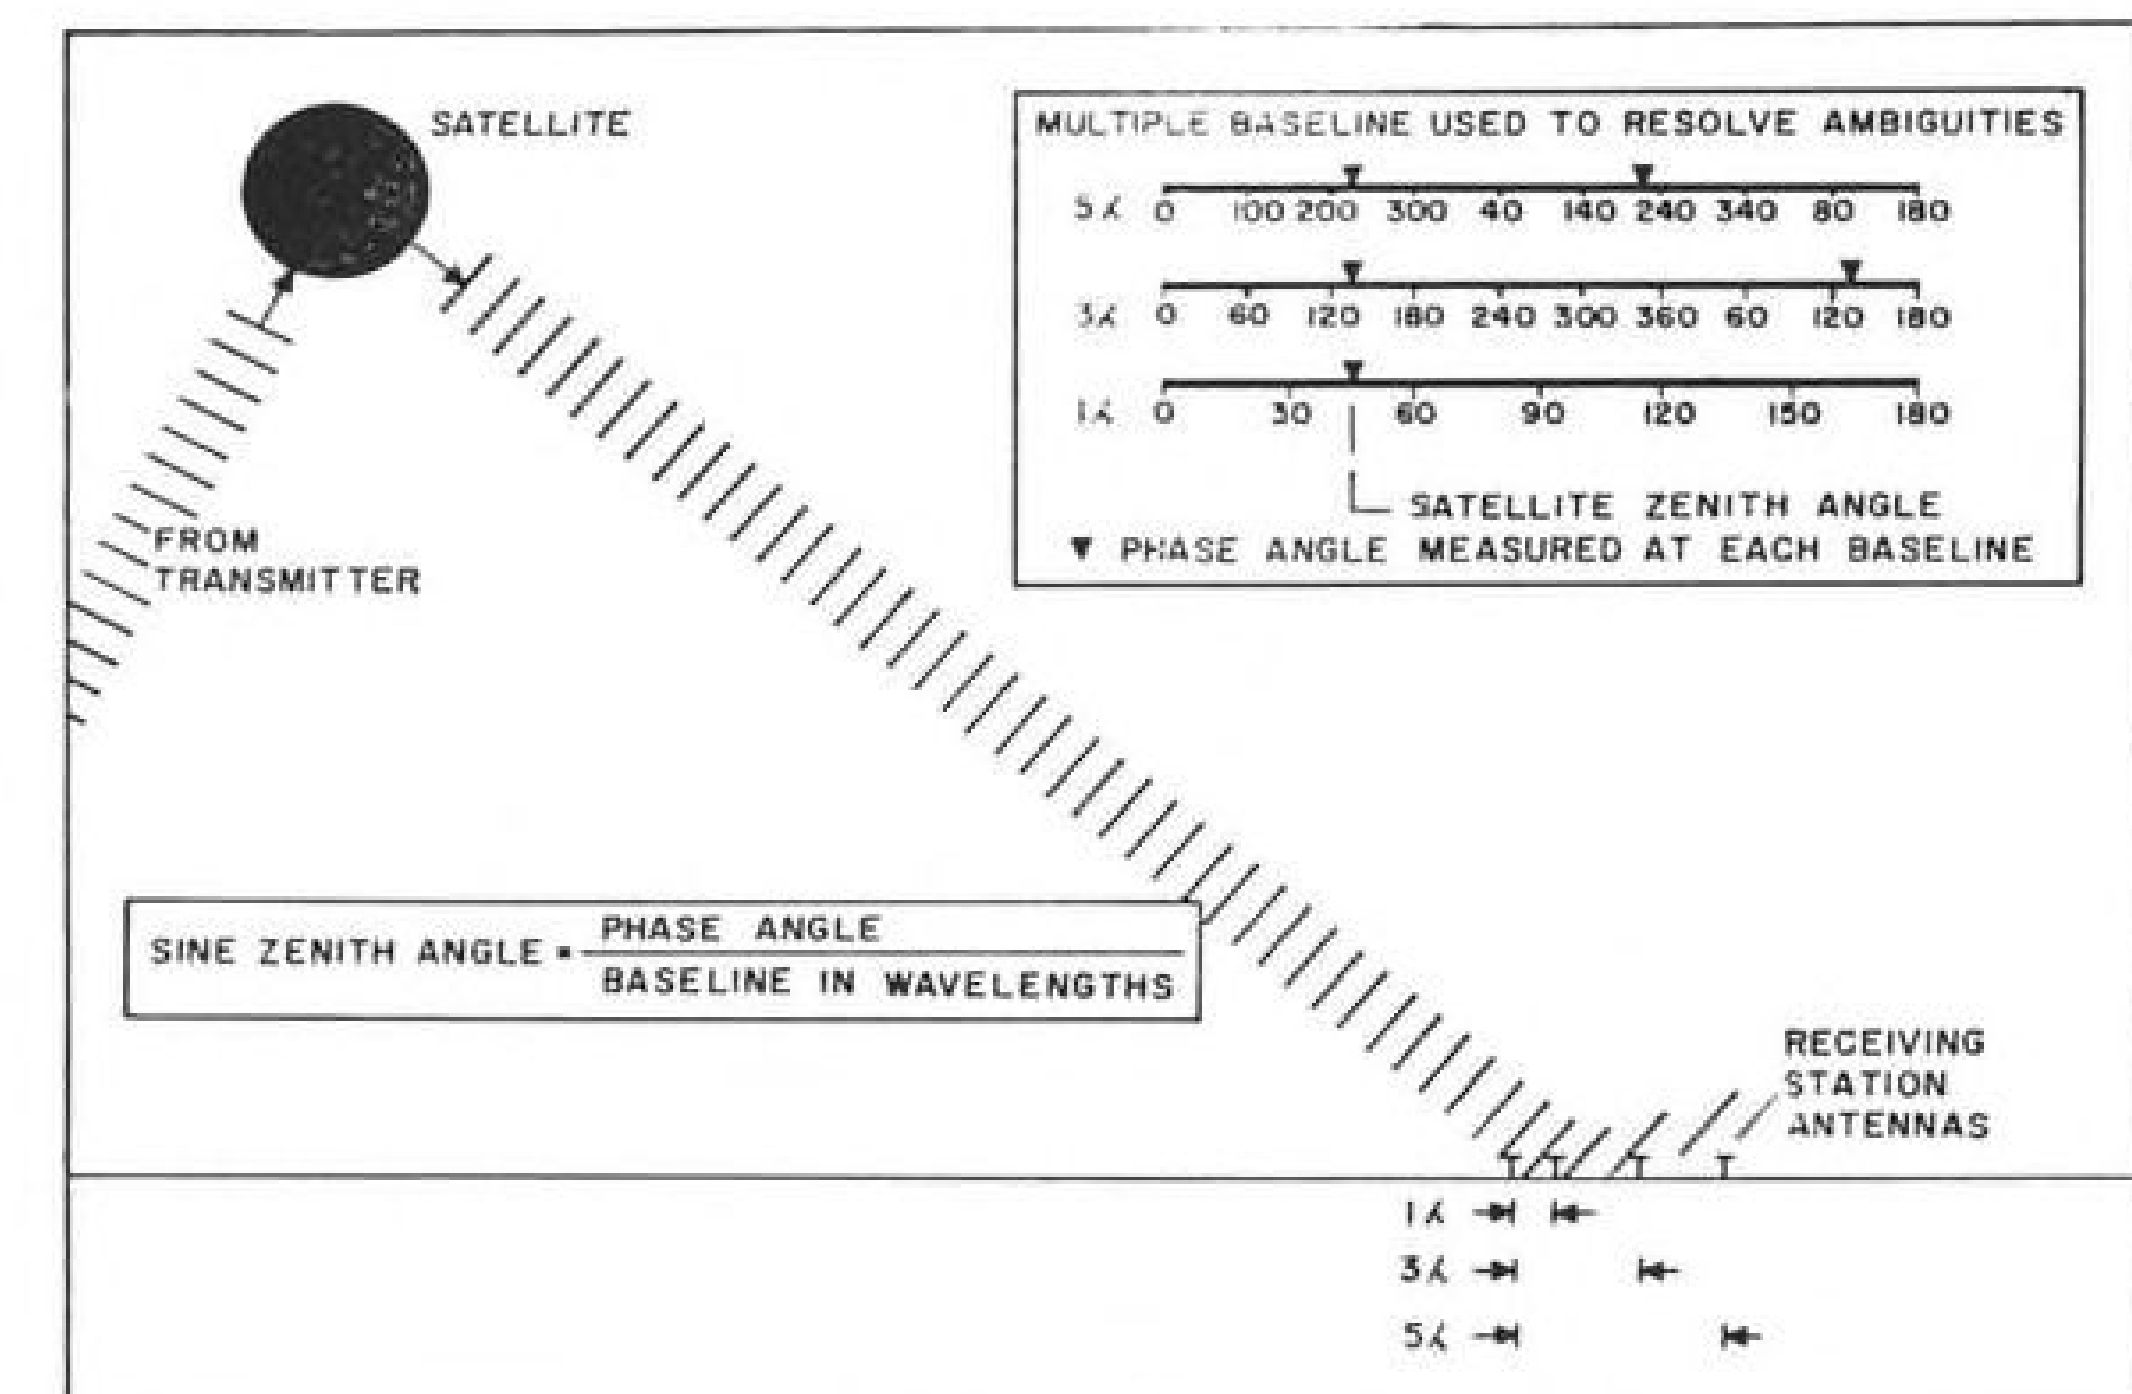 SATELLITE
MULTIPLE BASELINE USED TO RESOLVE AMBIGUITIES
5λ 0 100 200 300 40 140 240 340 80 180
3λ 0 60 120 180 240 300 360 60 120 180
1λ 0 30 60 90 120 150 180
SATELLITE ZENITH ANGLE
▼ PHASE ANGLE MEASURED AT EACH BASELINE
FROM
TRANSMITTER
SINE ZENITH ANGLE = PHASE ANGLE
BASELINE IN WAVELENGTHS
RECEIVING
STATION
ANTENNAS
1λ
3λ
5λ